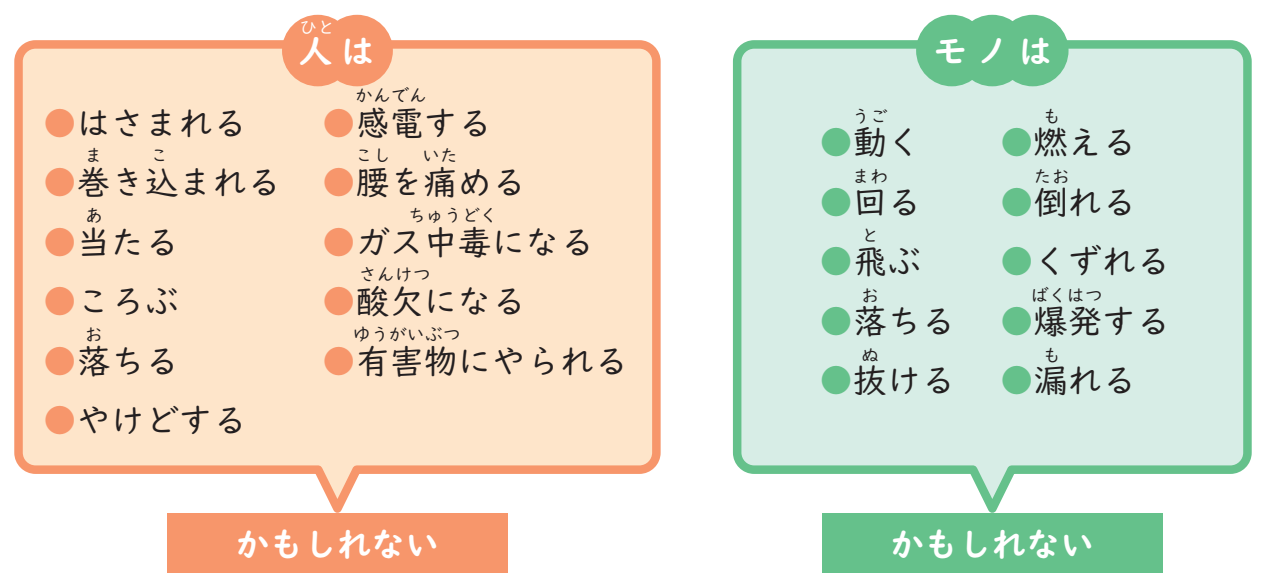 人は
はさまれる
巻き込まれる
当たる
ころぶ
落ちる
やけどする
感電する
腰を痛める
ガス中毒になる
酸欠になる
有害物にやられる
かもしれない
モノは
動く
回る
飛ぶ
落ちる
抜ける
燃える
倒れる
くずれる
爆発する
漏れる
かもしれない